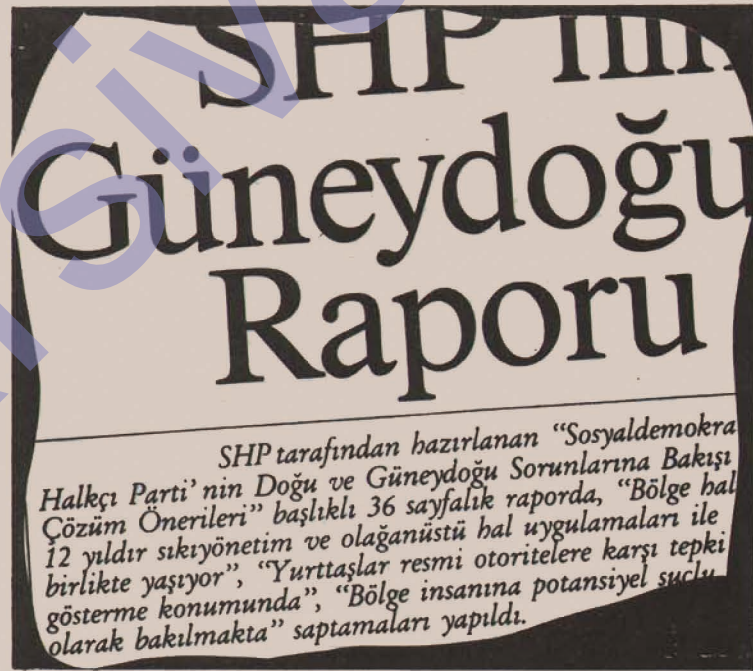 SHP'nin
Güneydoğu
Raporu
SHP tarafından hazırlanan “Sosyaldemokra
Halkçı Parti'nin Doğu ve Güneydoğu Sorunlarına Bakışı
Çözüm Önerileri” başlıklı 36 sayfalık raporda, “Bölge hal
12 yıldır sıkıyönetim ve olağanüstü hal uygulamaları ile
birlikte yaşıyor”, “Yurttaşlar resmi otoritelere karşı tepki
gösterme konumunda”, “Bölge insanına potansiyel suçlu
olarak bakılmakta” saptamaları yapıldı.